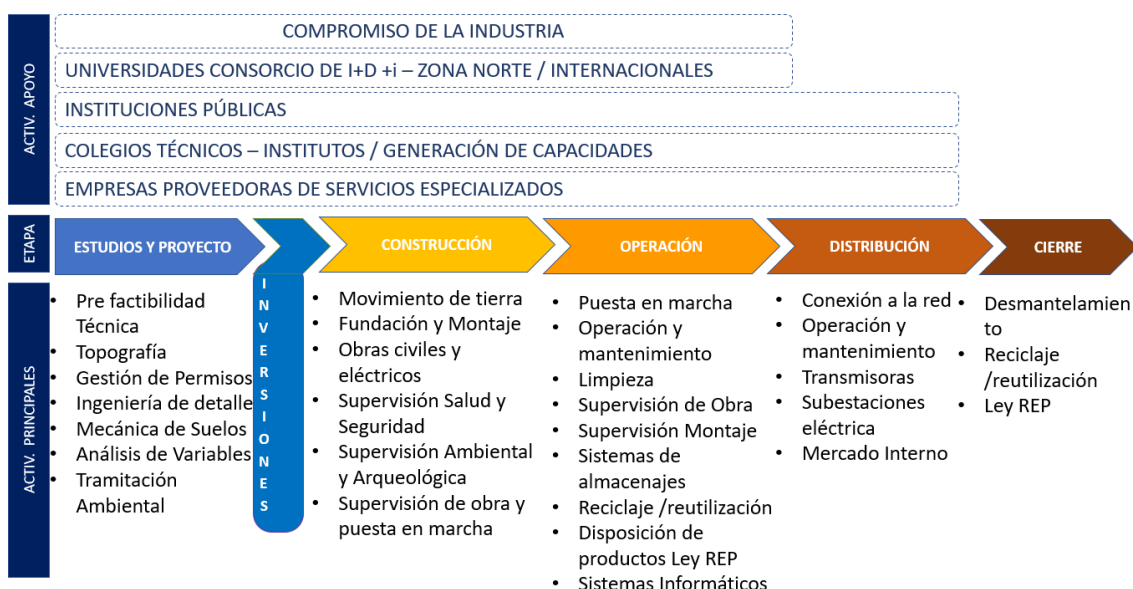 ACTIV. APOYO
COMPROMISO DE LA INDUSTRIA
UNIVERSIDADES CONSORCIO DE I+D +i – ZONA NORTE / INTERNACIONALES
INSTITUCIONES PÚBLICAS
COLEGIOS TÉCNICOS – INSTITUTOS / GENERACIÓN DE CAPACIDADES
EMPRESAS PROVEEDORAS DE SERVICIOS ESPECIALIZADOS
ETAPA
ESTUDIOS Y PROYECTO
INVERSIONES
CONSTRUCCIÓN
OPERACIÓN
DISTRIBUCIÓN
CIERRE
ACTIV. PRINCIPALES
• Pre factibilidad
Técnica
• Topografía
• Gestión de Permisos
• Ingeniería de detalle
• Mecánica de Suelos
• Análisis de Variables
• Tramitación
Ambiental
• Movimiento de tierra
• Fundación y Montaje
• Obras civiles y
eléctricos
• Supervisión Salud y
Seguridad
• Supervisión Ambiental
y Arqueológica
• Supervisión de obra y
puesta en marcha
• Puesta en marcha
• Operación y
mantenimiento
• Limpieza
• Supervisión de Obra
• Supervisión Montaje
• Sistemas de
almacenajes
• Reciclaje /reutilización
• Disposición de
productos Ley REP
• Sistemas Informáticos
• Conexión a la red
• Operación y
mantenimiento
• Transmisoras
• Subestaciones
eléctrica
• Mercado Interno
• Desmantelamien
to
• Reciclaje
/reutilización
• Ley REP